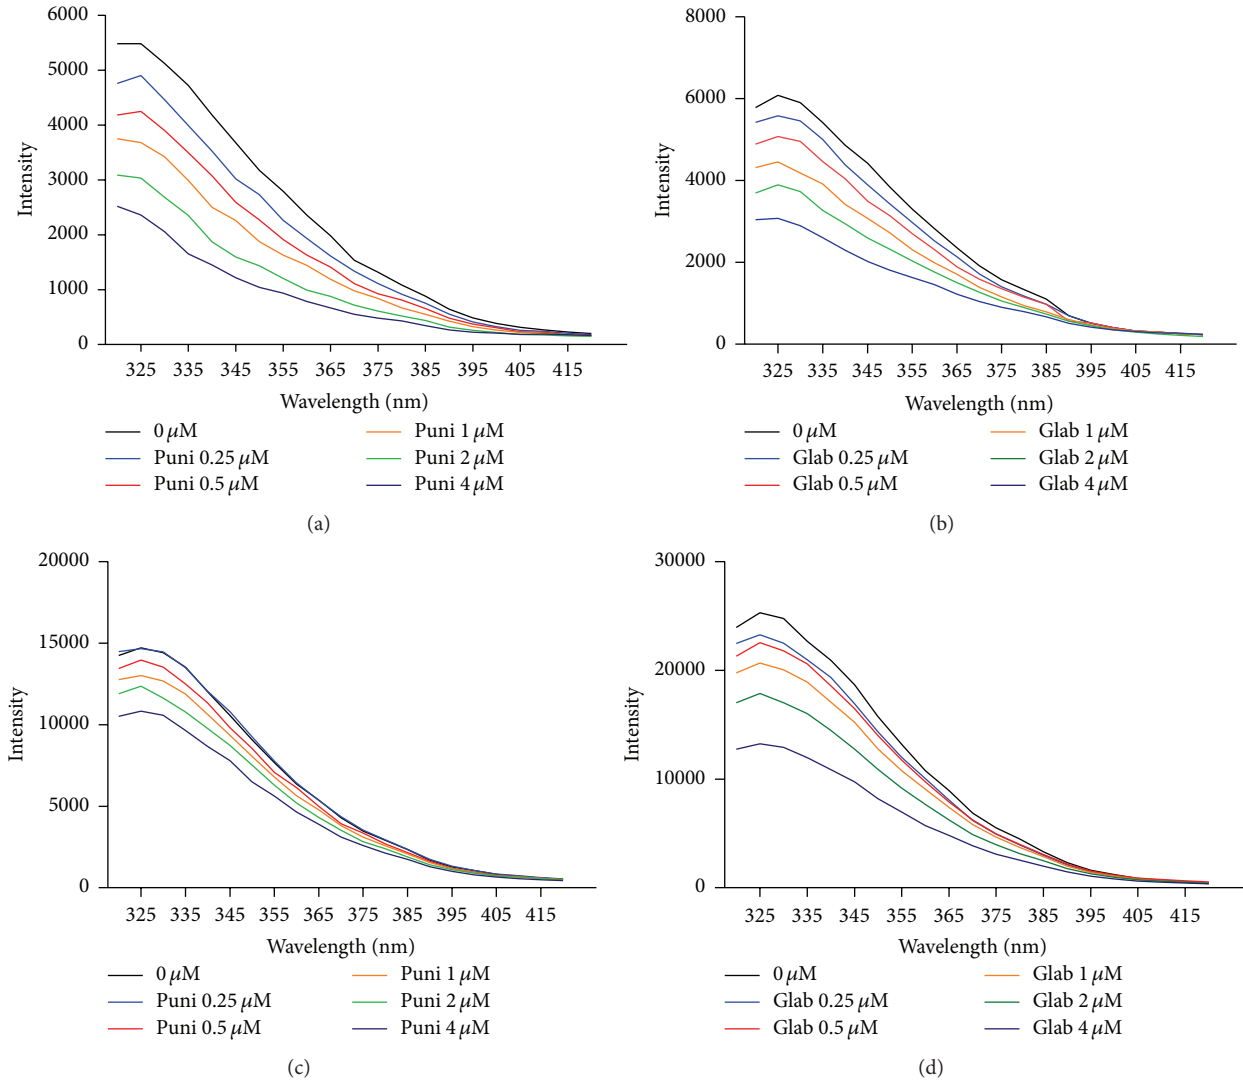 6000
5000
4000
3000
2000
1000
0
Intensity
325 335 345 355 365 375 385 395 405 415
Wavelength (nm)
0 μM
Puni 0.25 μM
Puni 0.5 μM
Puni 1 μM
Puni 2 μM
Puni 4 μM
(a)
8000
6000
4000
2000
0
Intensity
325 335 345 355 365 375 385 395 405 415
Wavelength (nm)
0 μM
Glab 0.25 μM
Glab 0.5 μM
Glab 1 μM
Glab 2 μM
Glab 4 μM
(b)
20000
15000
10000
5000
0
Intensity
325 335 345 355 365 375 385 395 405 415
Wavelength (nm)
0 μM
Puni 0.25 μM
Puni 0.5 μM
Puni 1 μM
Puni 2 μM
Puni 4 μM
(c)
30000
20000
10000
0
Intensity
325 335 345 355 365 375 385 395 405 415
Wavelength (nm)
0 μM
Glab 0.25 μM
Glab 0.5 μM
Glab 1 μM
Glab 2 μM
Glab 4 μM
(d)